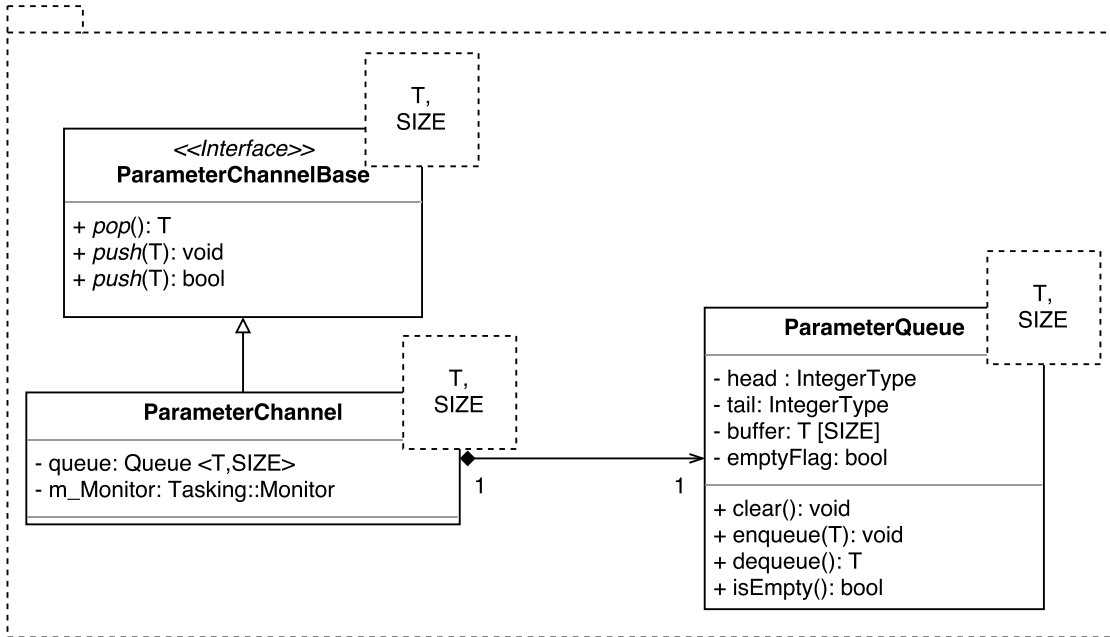 T,
SIZE
<<Interface>>
ParameterChannelBase
+ pop(): T
+ push(T): void
+ push(T): bool
T,
SIZE
ParameterChannel
- queue: Queue <T,SIZE>
- m_Monitor: Tasking::Monitor
1
1
T,
SIZE
ParameterQueue
- head : IntegerType
- tail: IntegerType
- buffer: T [SIZE]
- emptyFlag: bool
+ clear(): void
+ enqueue(T): void
+ dequeue(): T
+ isEmpty(): bool